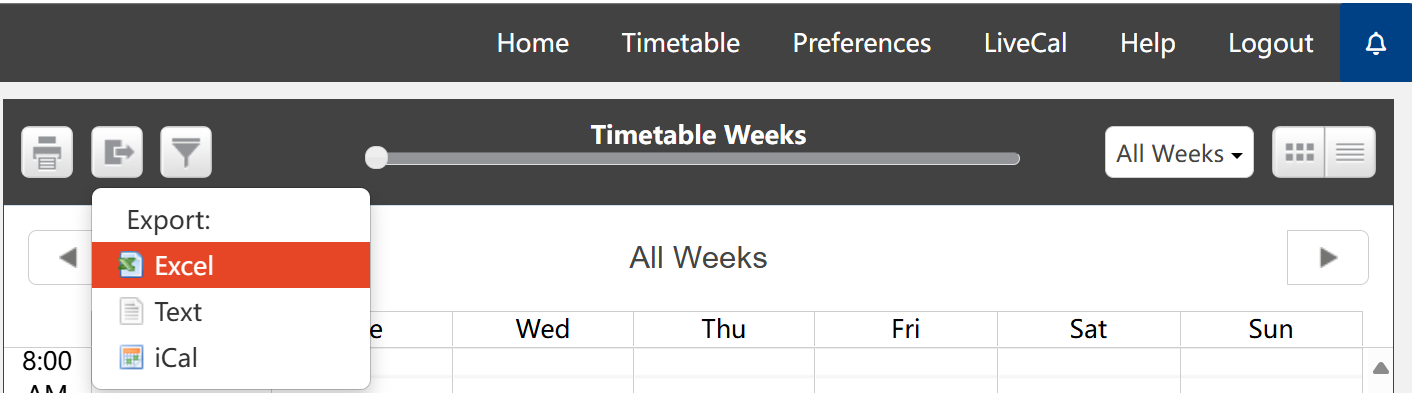 Home Timetable Preferences LiveCal Help Logout
Timetable Weeks
All Weeks
Export:
Excel
Text
iCal
All Weeks
e Wed Thu Fri Sat Sun
8:00
AM